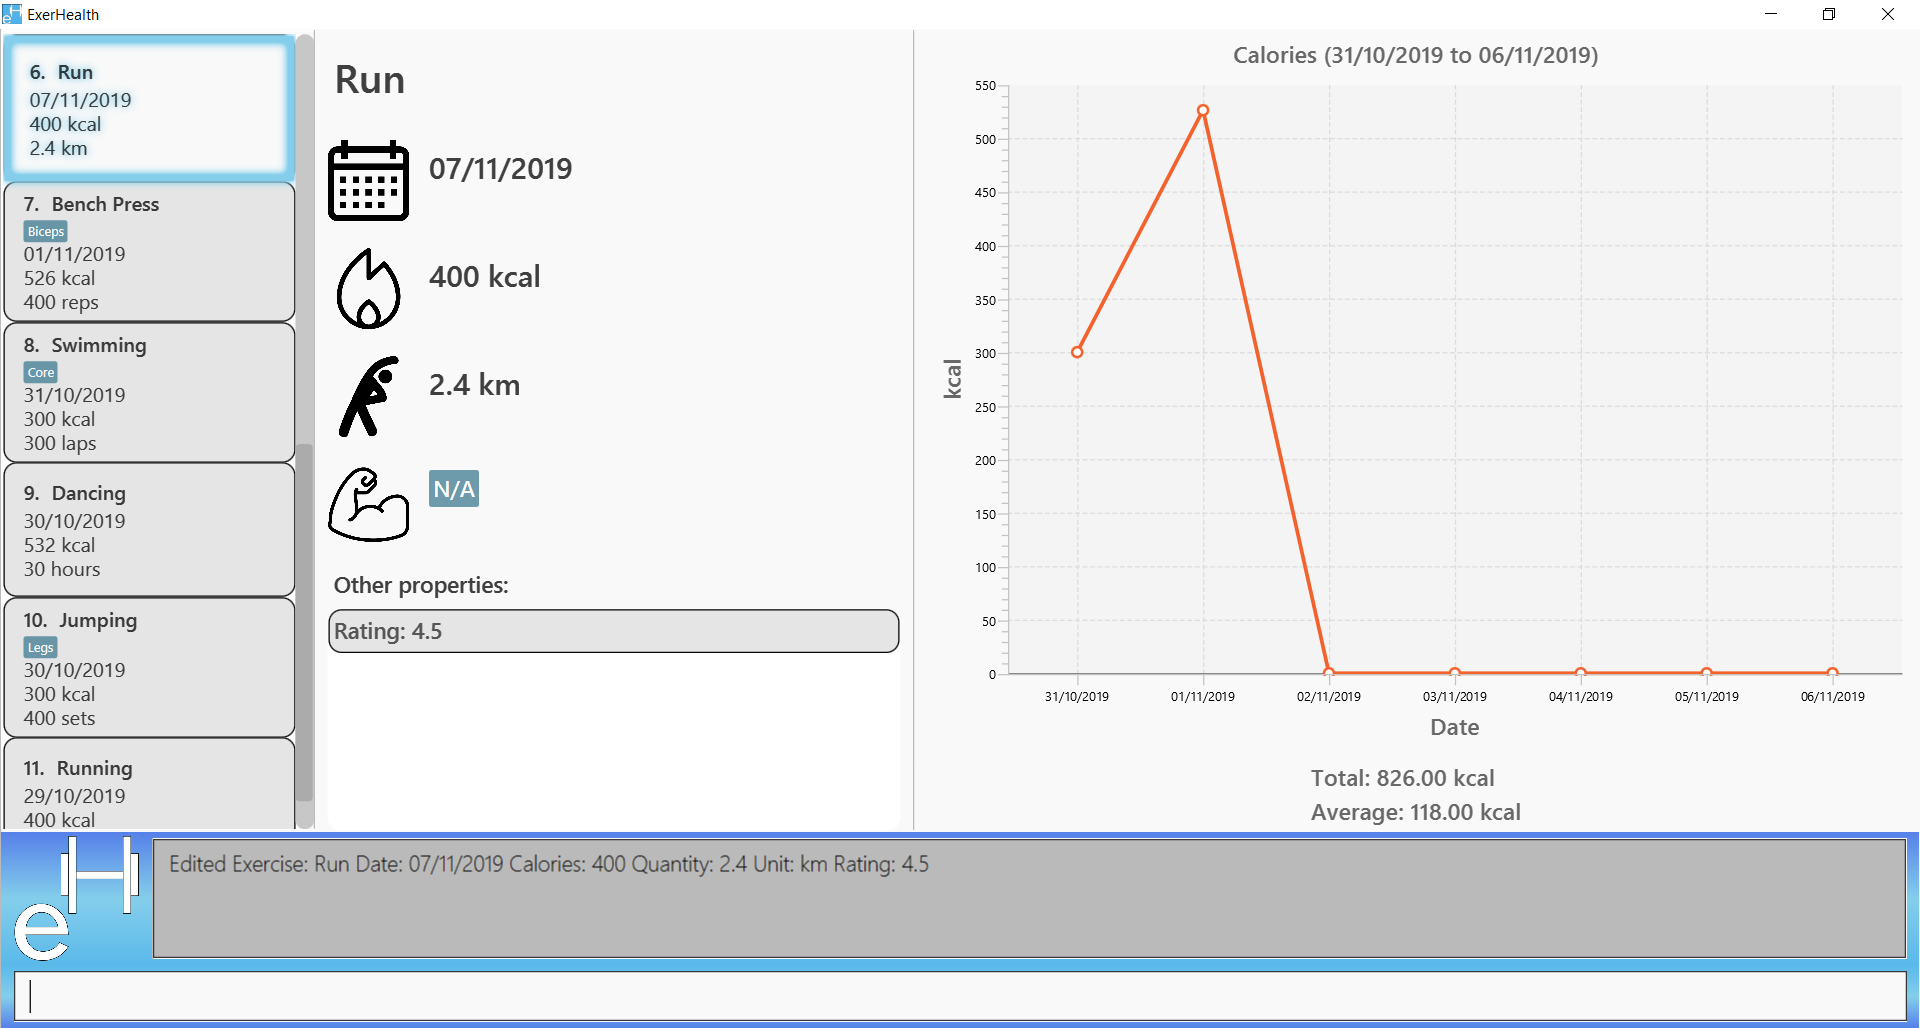 ExerHealth
6. Run
07/11/2019
400 kcal
2.4 km
7. Bench Press
Biceps
01/11/2019
526 kcal
400 reps
8. Swimming
Core
31/10/2019
300 kcal
300 laps
9. Dancing
30/10/2019
532 kcal
30 hours
10. Jumping
Legs
30/10/2019
300 kcal
400 sets
11. Running
29/10/2019
400 kcal
Run
07/11/2019
400 kcal
2.4 km
N/A
Other properties:
Rating: 4.5
Calories (31/10/2019 to 06/11/2019)
kcal
550
500
450
400
350
300
250
200
150
100
50
0
31/10/2019 01/11/2019 02/11/2019 03/11/2019 04/11/2019 05/11/2019 06/11/2019
Date
Total: 826.00 kcal
Average: 118.00 kcal
eH
Edited Exercise: Run Date: 07/11/2019 Calories: 400 Quantity: 2.4 Unit: km Rating: 4.5